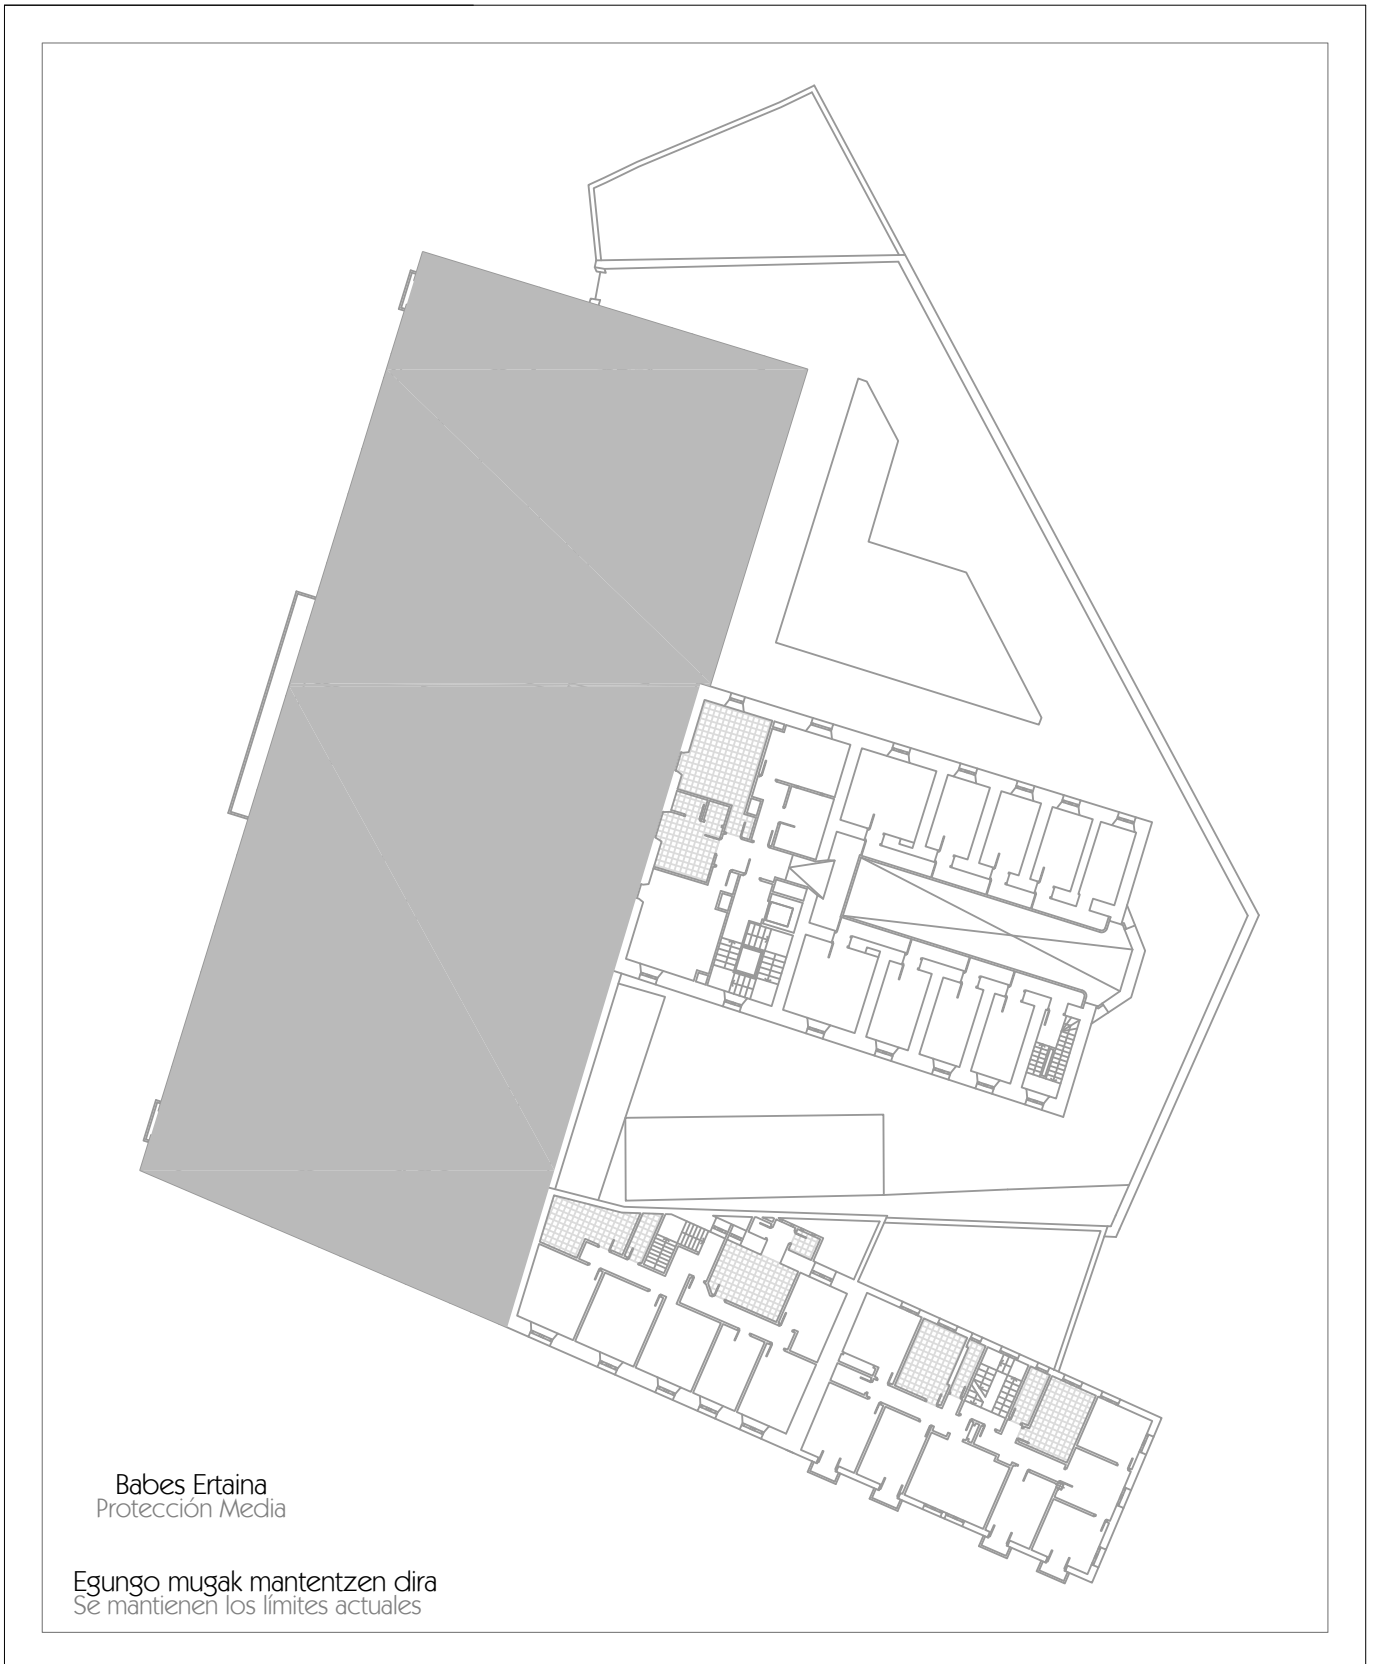 Babes Ertaina
Protección Media
Egungo mugak mantentzen dira
Se mantienen los límites actuales